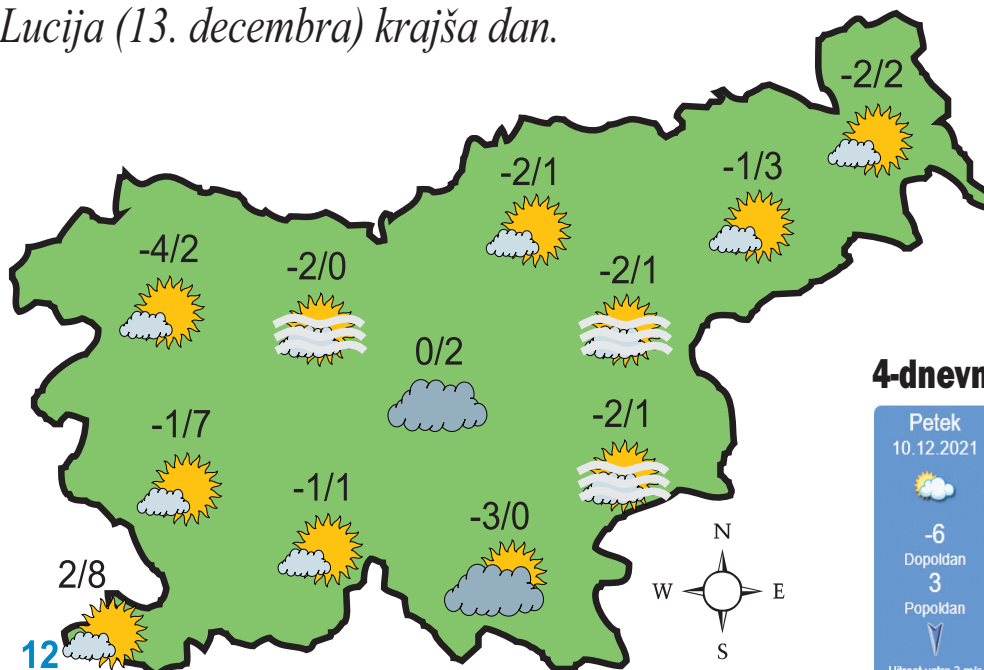 Lucija (13. decembra) krajša dan.
-2/2
-2/1
-1/3
-4/2
-2/0
-2/1
0/2
-1/7
-2/1
-1/1
-3/0
2/8
N
W
E
S
12
4-dnevn
Petek
10.12.2021
-6
Dopoldan
3
Popoldan